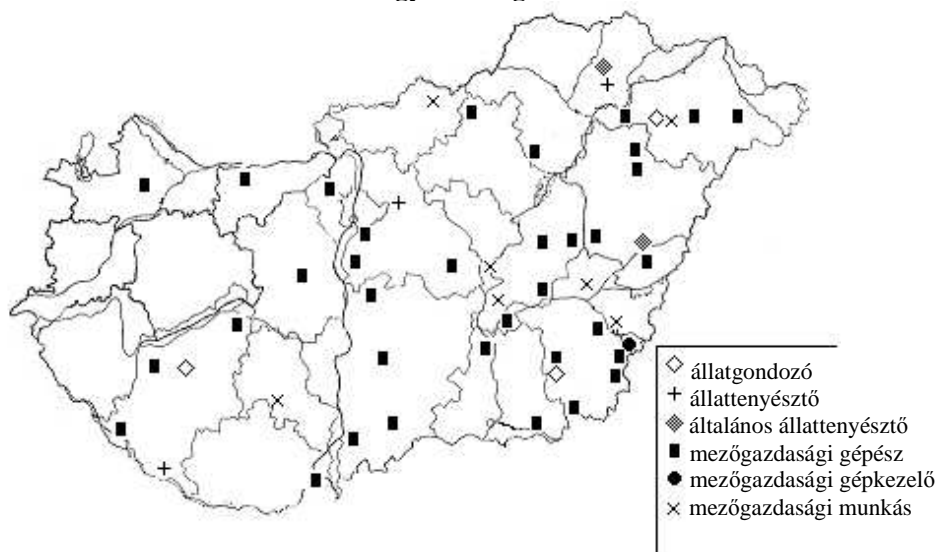 állatgondozó
állattenyésztő
általános állattenyésztő
mezőgazdasági gépész
mezőgazdasági gépkezelő
mezőgazdasági munkás